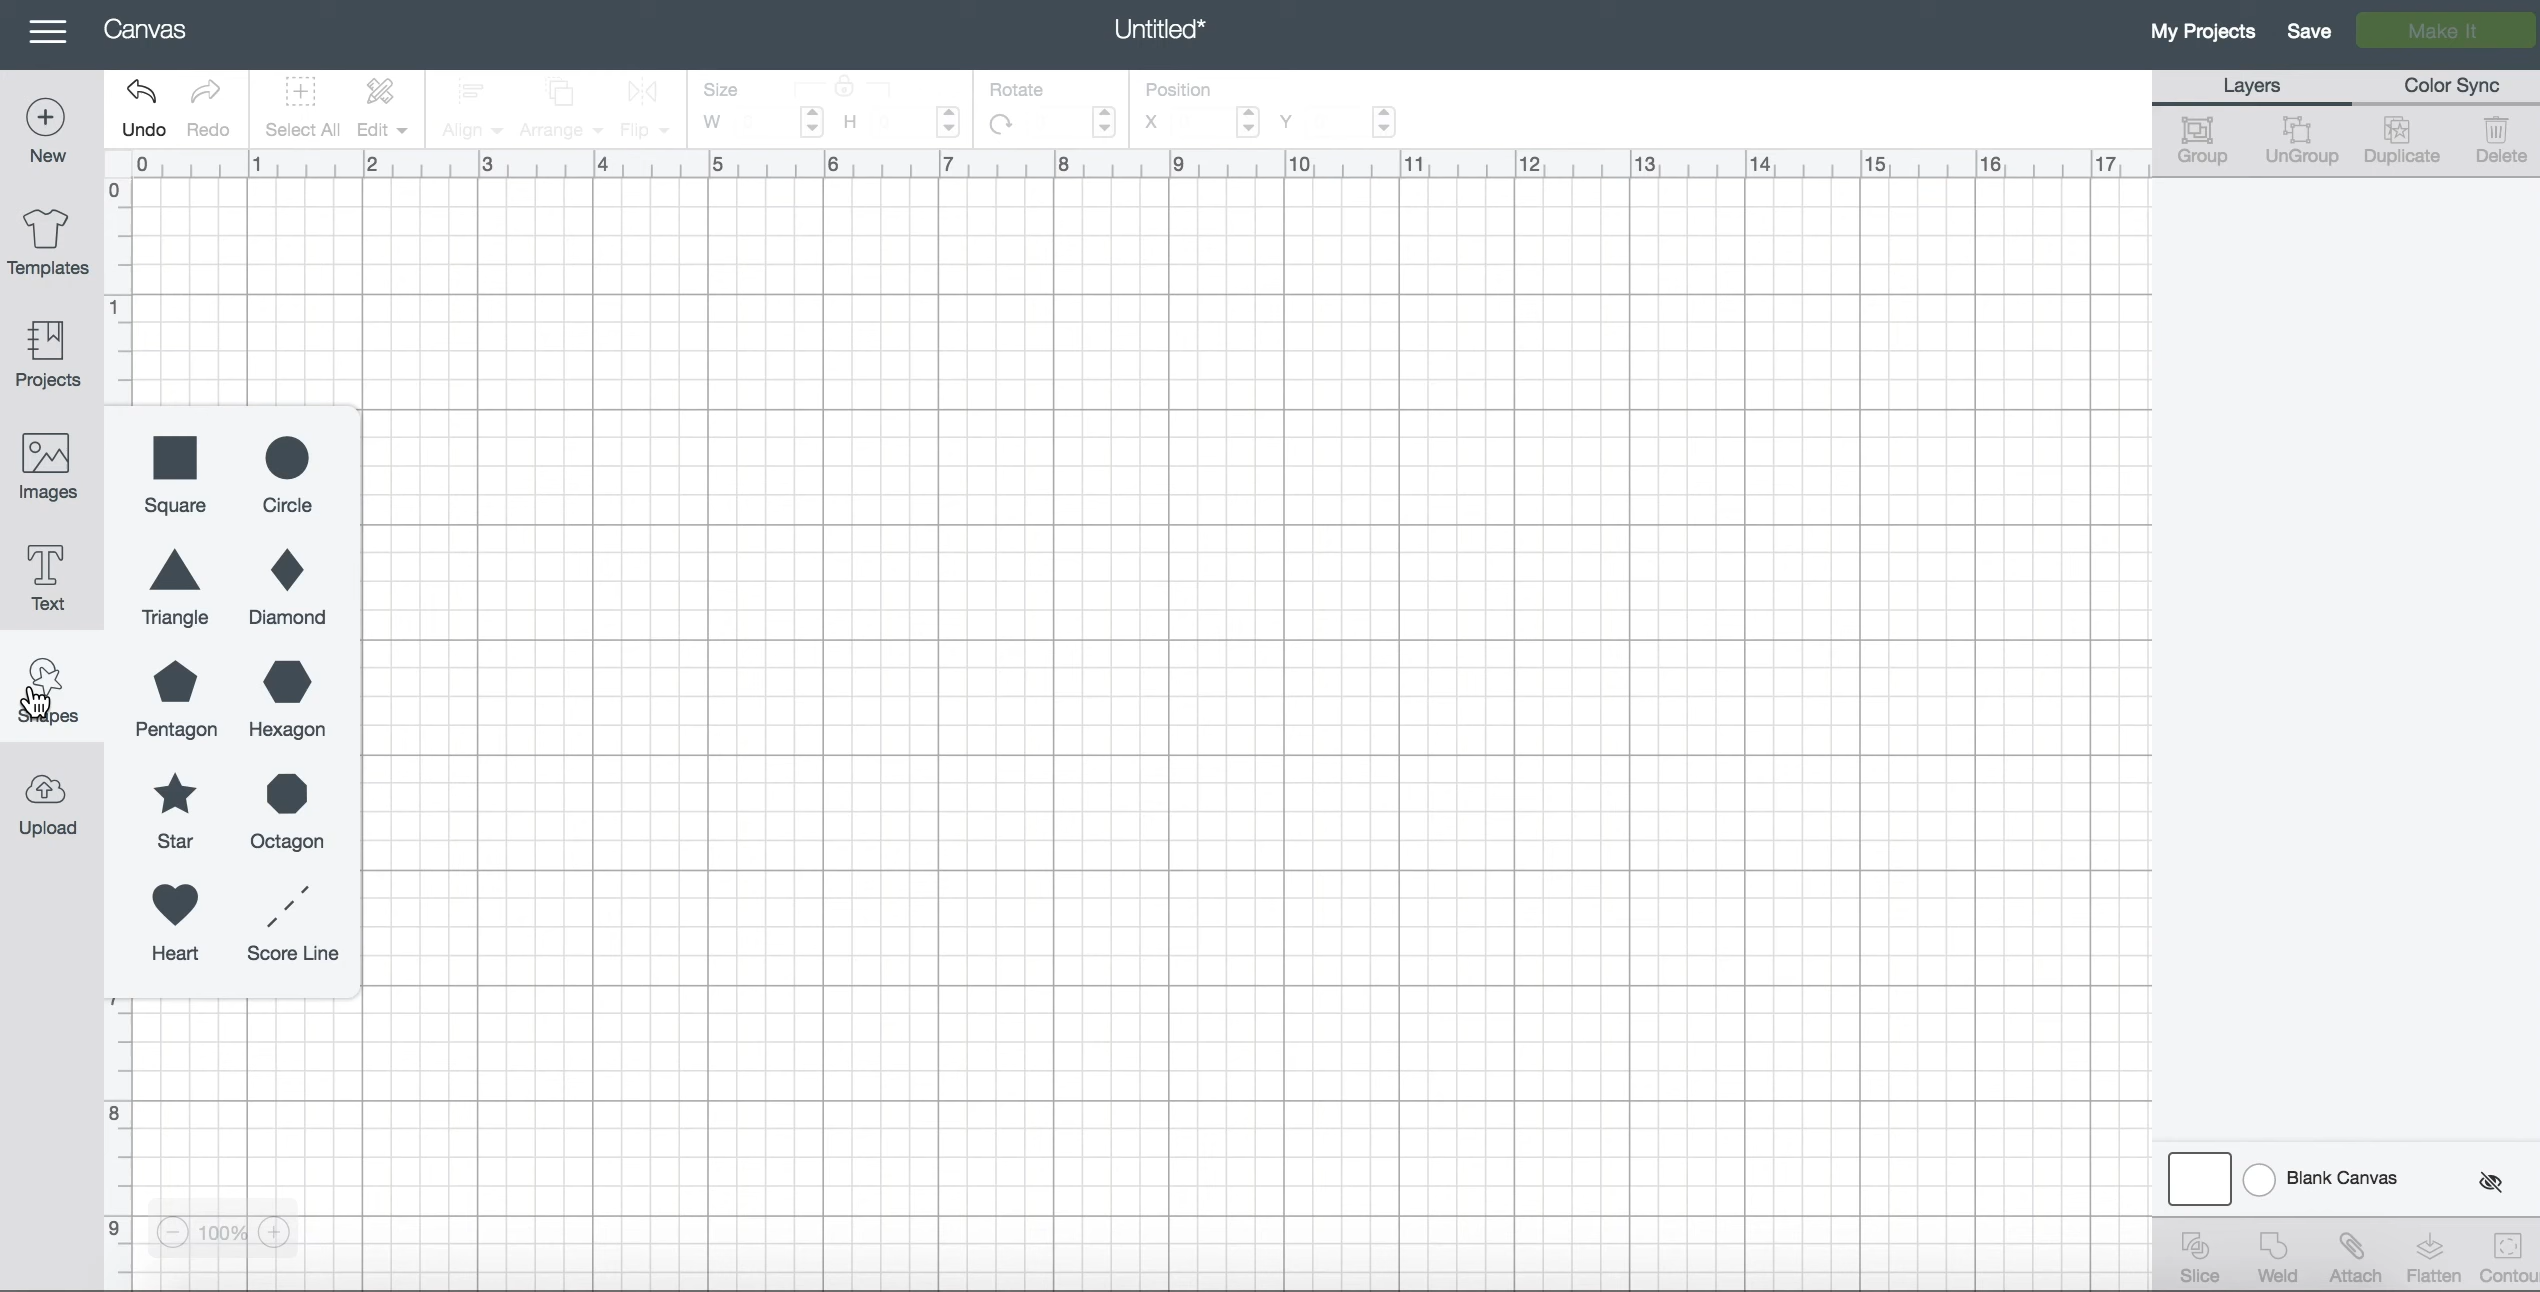 Canvas
Untitled*
My Projects
Save
Make It
New
Templates
Projects
Images
Text
Shapes
Upload
Undo
Redo
Select All
Edit
Align
Arrange
Flip
Size
W
H
Rotate
Position
X
Y
0 1 2 3 4 5 6 7 8 9 10 11 12 13 14 15 16 17
0
1
Square
Circle
Triangle
Diamond
Pentagon
Hexagon
Star
Octagon
Heart
Score Line
8
9
100%
Layers
Color Sync
Group
UnGroup
Duplicate
Delete
Blank Canvas
Slice
Weld
Attach
Flatten
Contou